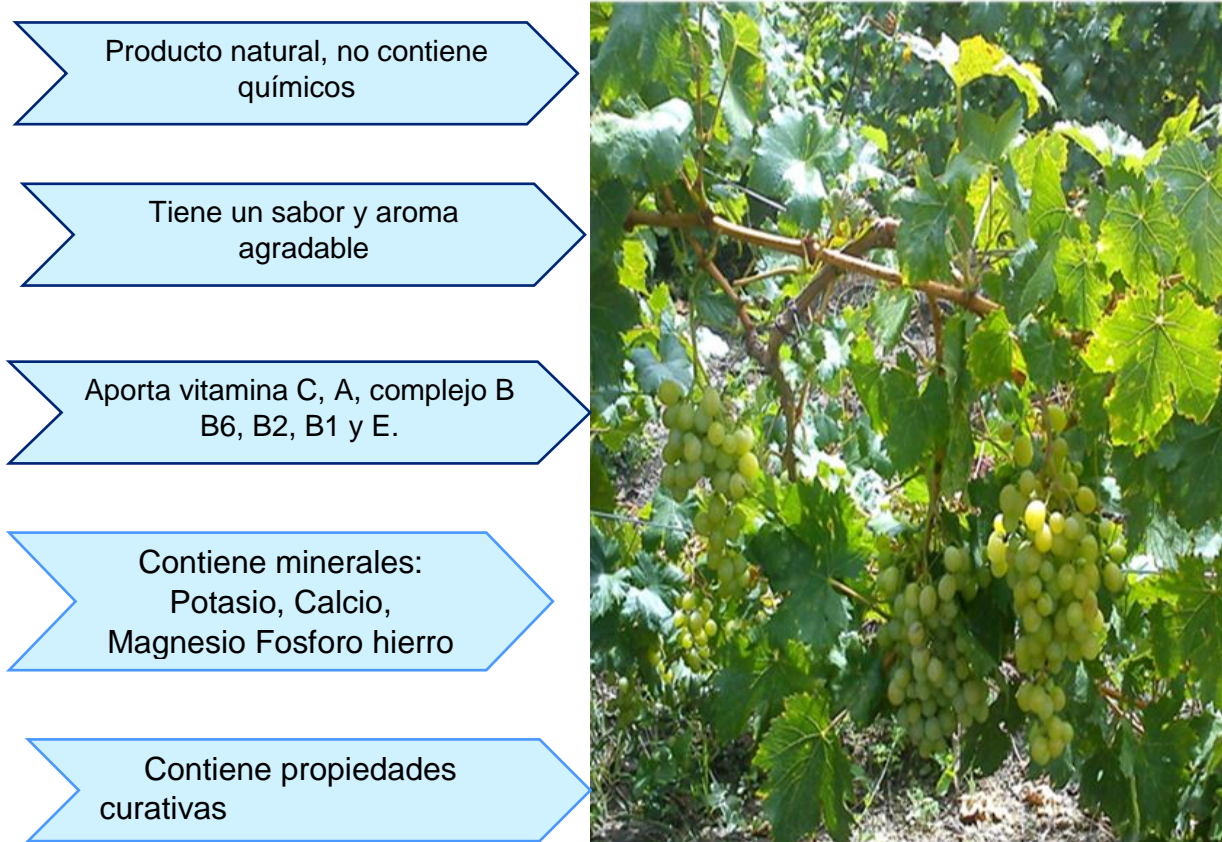 Producto natural, no contiene
químicos
Tiene un sabor y aroma
agradable
Aporta vitamina C, A, complejo B
B6, B2, B1 y E.
Contiene minerales:
Potasio, Calcio,
Magnesio Fosforo hierro
Contiene propiedades
curativas